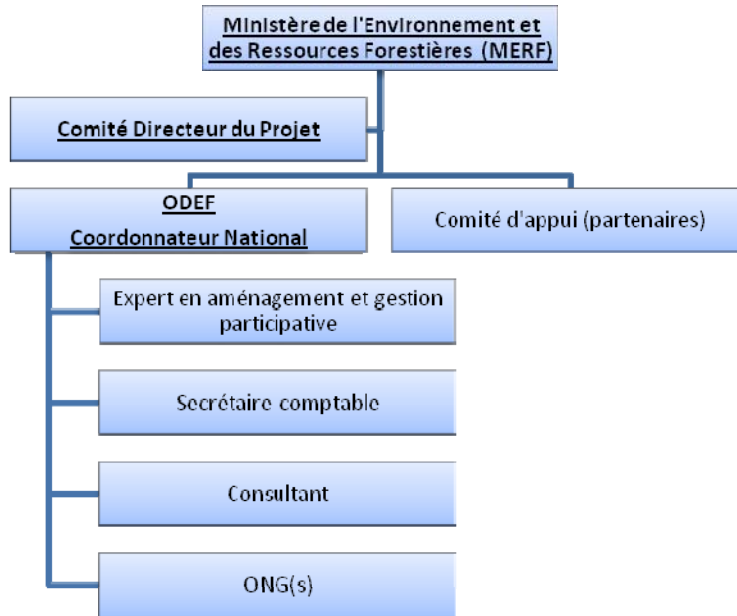 Ministère de l'Environnement et
des Ressources Forestières (MERF)
Comité Directeur du Projet
ODEF
Coordonnateur National
Comité d'appui (partenaires)
Expert en aménagement et gestion
participative
Secrétaire comptable
Consultant
ONG(s)